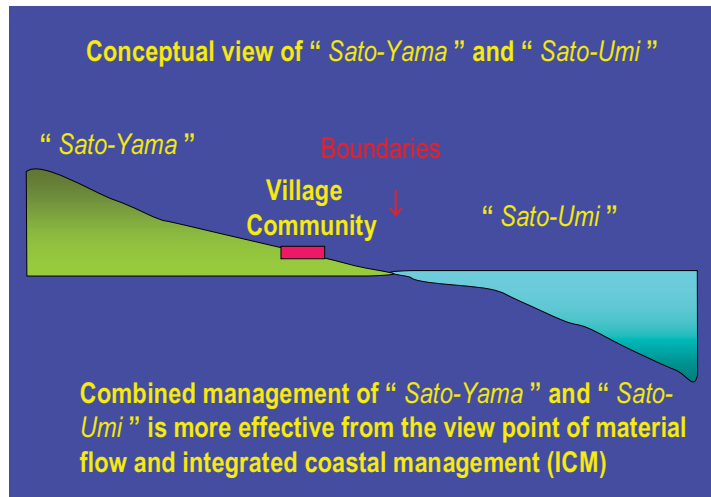 Conceptual view of “ Sato-Yama ” and “ Sato-Umi ”
“ Sato-Yama ”
Boundaries
↓
Village
Community
“ Sato-Umi ”
Combined management of “ Sato-Yama ” and “ Sato-
Umi ” is more effective from the view point of material
flow and integrated coastal management (ICM)